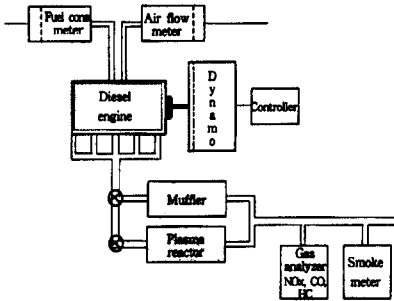 Fuel cons
meter
Air flow
meter
Diesel
engine
D
y
n
a
m
o
Controller
Muffler
Plasma
reactor
Gas
analyzer
NOx, CO,
HC
Smoke
meter